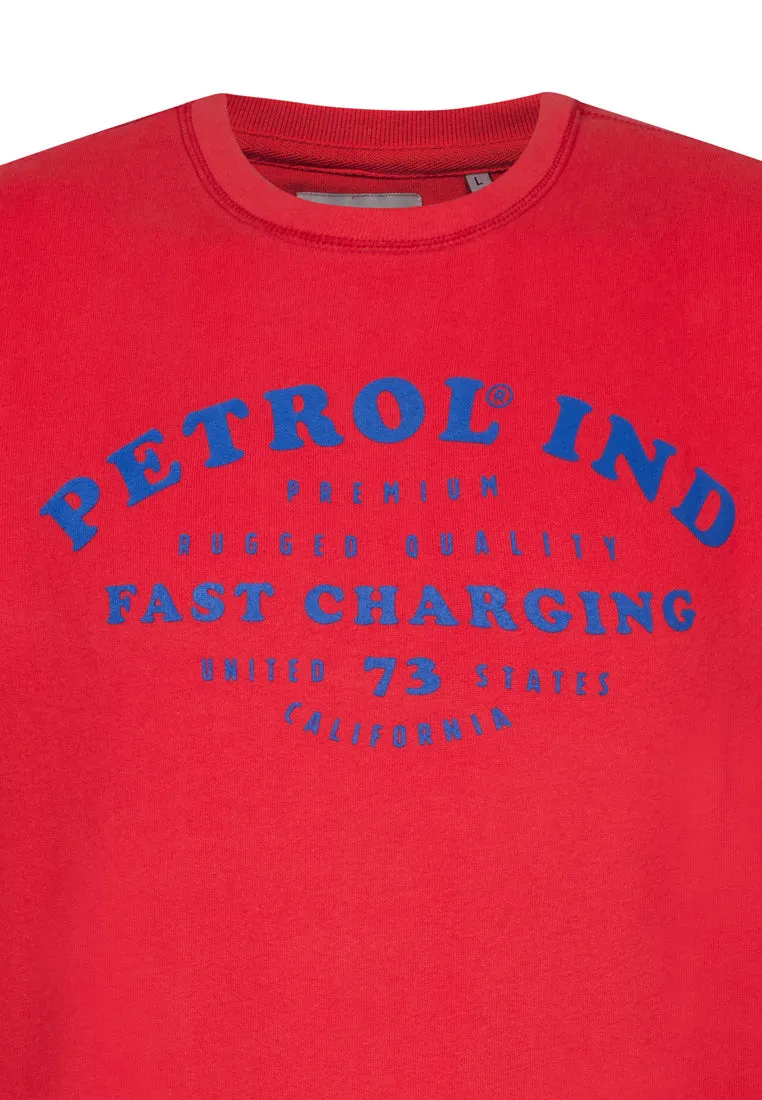 L
PETROL® IND
PREMIUM
RUGGED QUALITY
FAST CHARGING
UNITED 73 STATES
CALIFORNIA